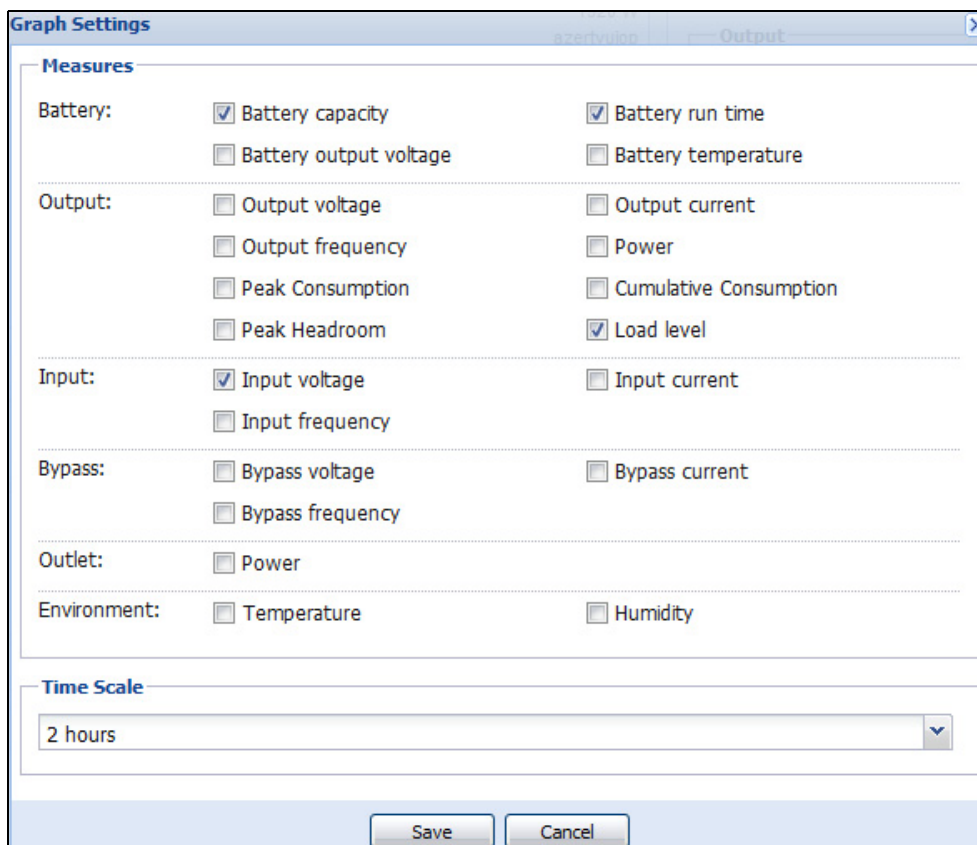 Graph Settings
azertyuiop
Output
Measures
Battery: Battery capacity Battery run time
Battery output voltage Battery temperature
Output: Output voltage Output current
Output frequency Power
Peak Consumption Cumulative Consumption
Peak Headroom Load level
Input: Input voltage Input current
Input frequency
Bypass: Bypass voltage Bypass current
Bypass frequency
Outlet: Power
Environment: Temperature Humidity
Time Scale
2 hours
Save Cancel